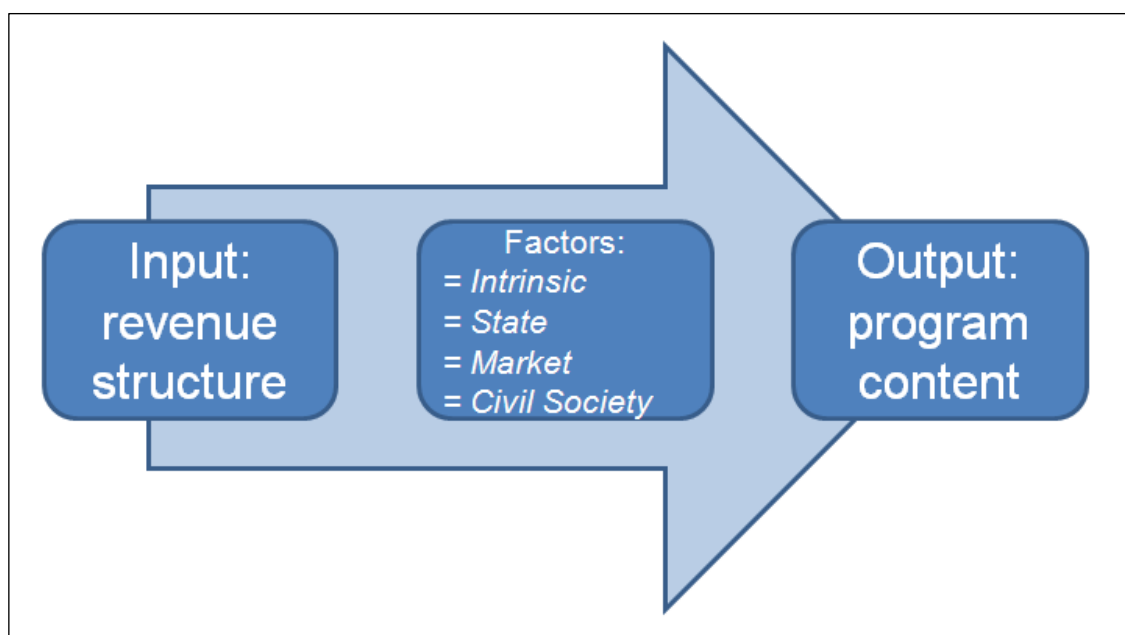 Input:
revenue
structure
Factors:
= Intrinsic
= State
= Market
= Civil Society
Output:
program
content